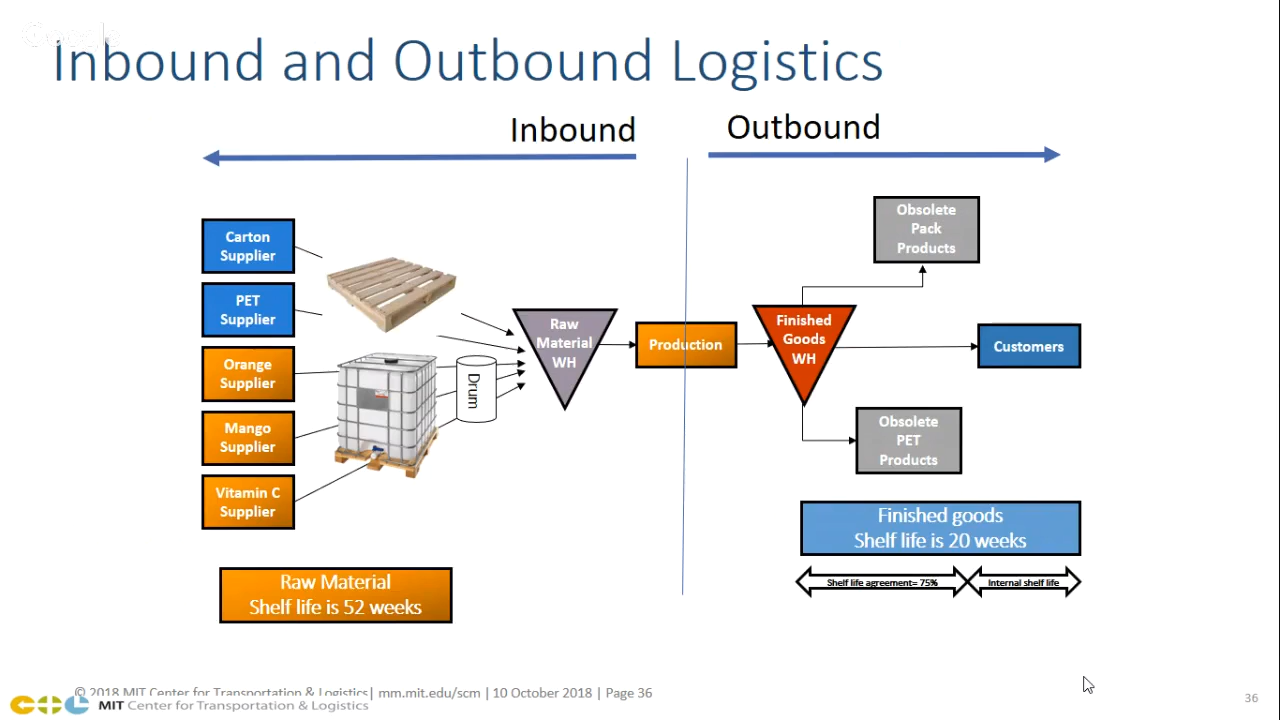 Inbound and Outbound Logistics
Inbound
Outbound
Carton
Supplier
PET
Supplier
Orange
Supplier
Mango
Supplier
Vitamin C
Supplier
Drum
Raw
Material
WH
Production
Finished
Goods
WH
Obsolete
Pack
Products
Customers
Obsolete
PET
Products
Raw Material
Shelf life is 52 weeks
Finished goods
Shelf life is 20 weeks
Shelf life agreement= 75%
Internal shelf life
© 2018 MIT Center for Transportation & Logistics| mm.mit.edu/scm | 10 October 2018 | Page 36
MIT Center for Transportation & Logistics
36